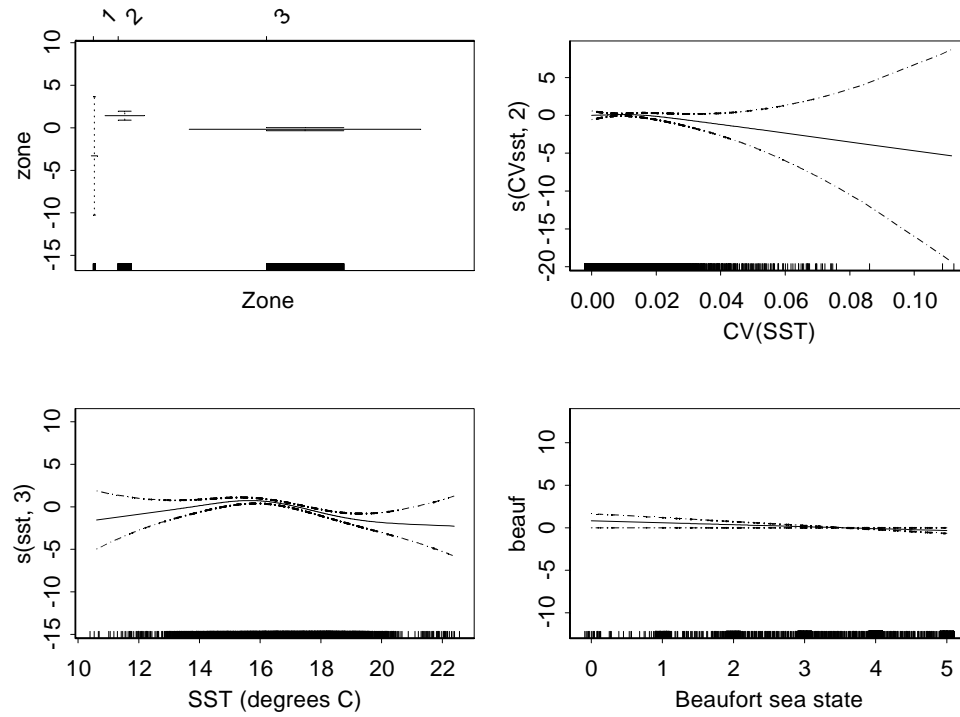 1 2 3
10
5
0
-5
-10
-15
zone
Zone
5
0
-5
-10
-15
-20
s(CVsst, 2)
0.00 0.02 0.04 0.06 0.08 0.10
CV(SST)
10
5
0
-5
-10
-15
s(sst, 3)
10 12 14 16 18 20 22
SST (degrees C)
10
5
0
-5
-10
beauf
0 1 2 3 4 5
Beaufort sea state